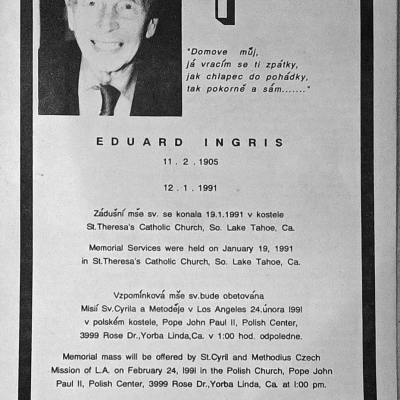 "Domove můj,
já vracím se ti zpátky,
jak chlapec do pohádky,
tak pokorně a sám......."
EDUARD INGRIS
11. 2. 1905
12. 1. 1991
Zádušní mše sv. se konala 19.1.1991 v kostele
St.Theresa's Catholic Church, So. Lake Tahoe, Ca.
Memorial Services were held on January 19, 1991
in St.Theresa's Catholic Church, So. Lake Tahoe, Ca.
Vzpomínková mše sv.bude obetována
Misií Sv.Cyrila a Metoděje v Los Angeles 24.února 1991
v polském kostele, Pope John Paul II, Polish Center,
3999 Rose Dr.,Yorba Linda,Ca. v 1:00 hod. odpoledne.
Memorial mass will be offered by St.Cyril and Methodius Czech
Mission of L.A. on February 24, 1991 in the Polish Church, Pope John
Paul II, Polish Center, 3999 Rose Dr.,Yorba Linda, Ca. at 1:00 pm.